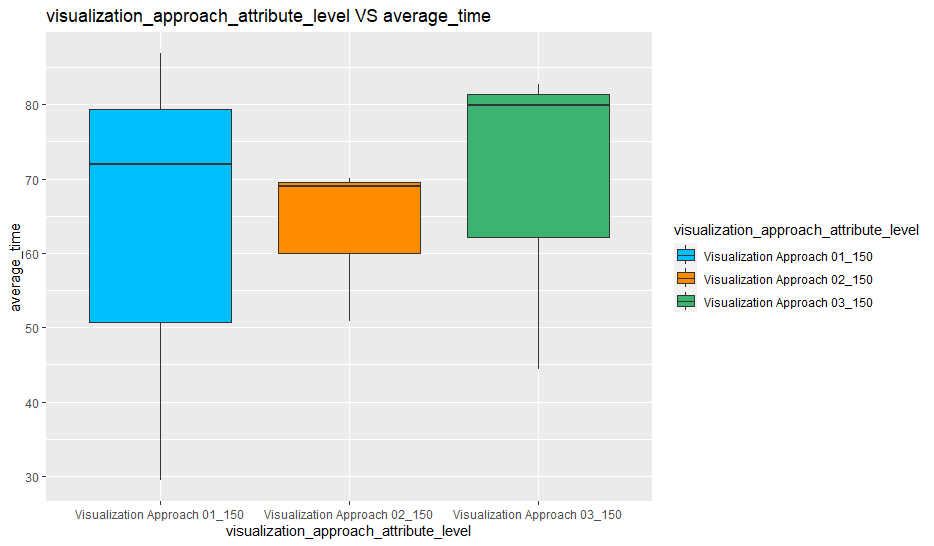 visualization_approach_attribute_level VS average_time
average_time
80
70
60
50
40
30
Visualization Approach 01_150 Visualization Approach 02_150 Visualization Approach 03_150
visualization_approach_attribute_level
visualization_approach_attribute_level
Visualization Approach 01_150
Visualization Approach 02_150
Visualization Approach 03_150